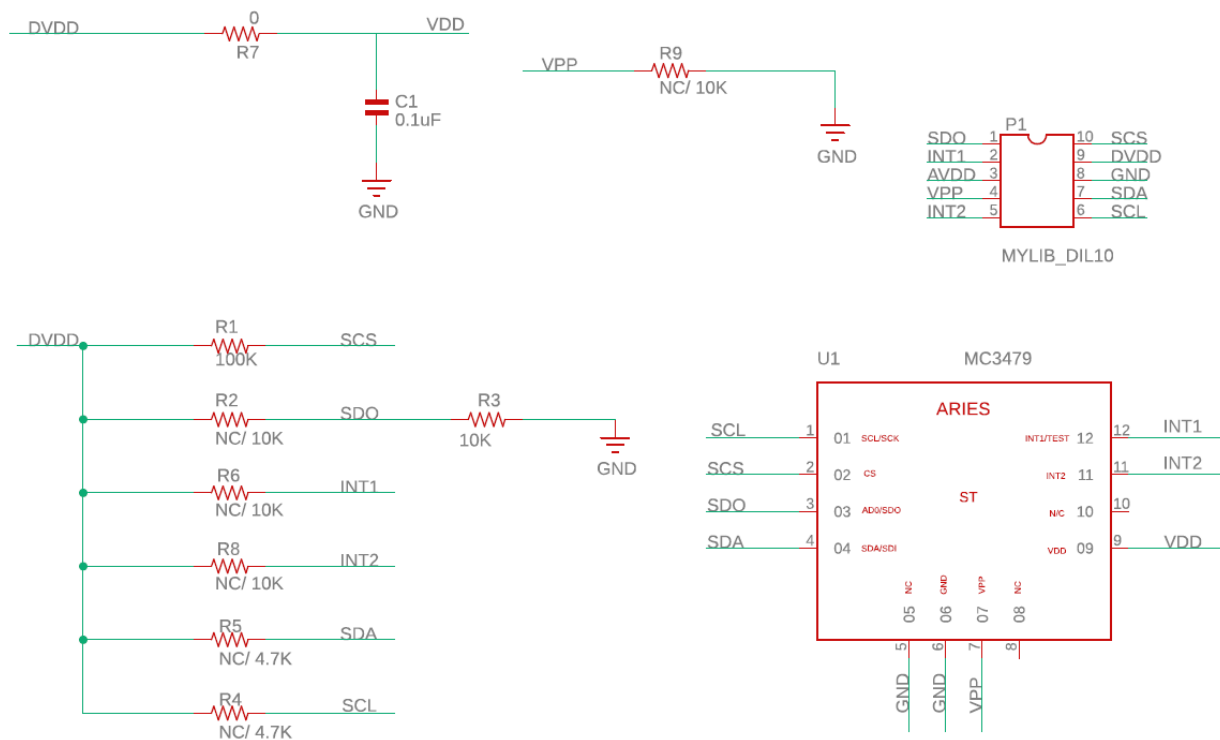 DVDD
0
R7
VDD
C1
0.1uF
GND
VPP
R9
NC/ 10K
GND
P1
SDO 1 10 SCS
INT1 2 9 DVDD
AVDD 3 8 GND
VPP 4 7 SDA
INT2 5 6 SCL
MYLIB_DIL10
DVDD
R1
100K
SCS
R2
NC/ 10K
SDO
R3
10K
GND
R6
NC/ 10K
INT1
R8
NC/ 10K
INT2
R5
NC/ 4.7K
SDA
R4
NC/ 4.7K
SCL
U1 MC3479
ARIES
ST
SCL 1 01 SCL/SCK
SCS 2 02 CS
SDO 3 03 AD0/SDO
SDA 4 04 SDA/SDI
INT1/TEST 12 12 INT1
INT2 11 11 INT2
N/C 10 10
VDD 09 9 VDD
NC 05 5 GND
GND 06 6 GND
VPP 07 7 VPP
NC 08 8